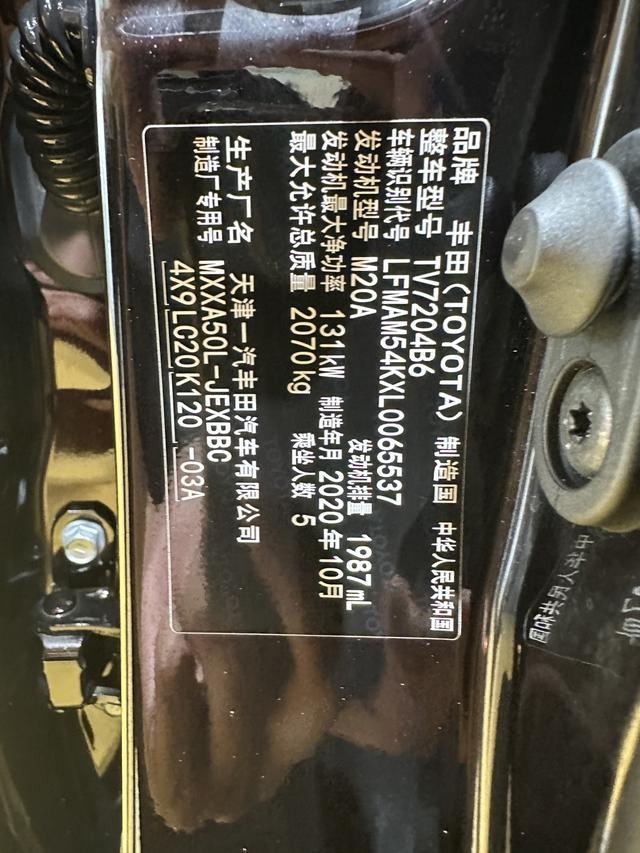 品牌 丰田(TOYOTA) 制造国 中华人民共和国
整车型号 TV7204B6
车辆识别代号 LFMAM54KXL0065537
发动机型号 M20A 发动机排量 1987mL
发动机最大净功率 131kW 制造年月 2020年10月
最大允许总质量 2070kg 乘坐人数 5
生产厂名 天津一汽丰田汽车有限公司
制造厂专用号 MXXA50L-JEXBBC
4X9 LC20 K120 -03A